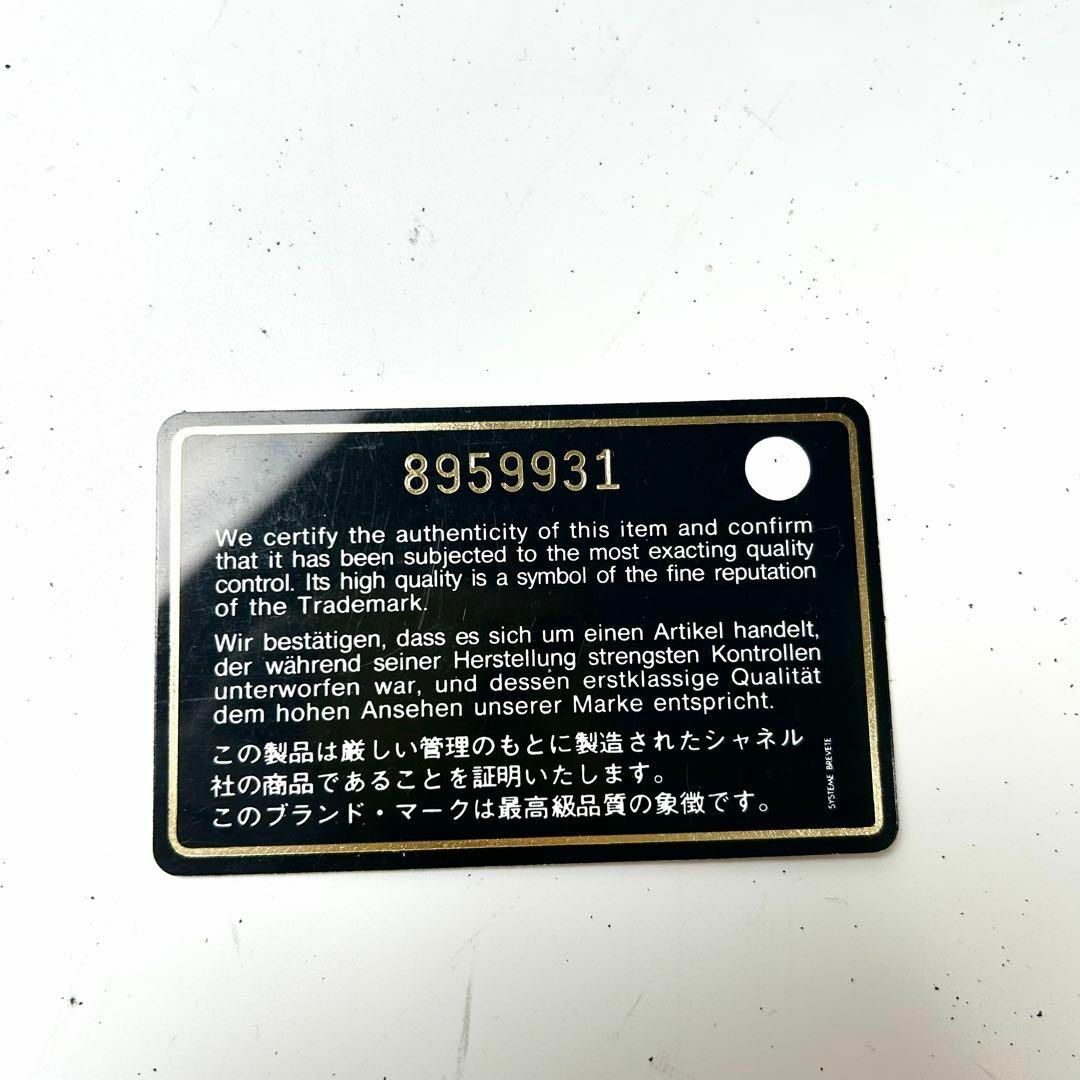 8959931
We certify the authenticity of this item and confirm
that it has been subjected to the most exacting quality
control. Its high quality is a symbol of the fine reputation
of the Trademark.
Wir bestätigen, dass es sich um einen Artikel handelt,
der während seiner Herstellung strengsten Kontrollen
unterworfen war, und dessen erstklassige Qualität
dem hohen Ansehen unserer Marke entspricht.
この製品は厳しい管理のもとに製造されたシャネル
社の商品であることを証明いたします。
このブランド・マークは最高級品質の象徴です。
SYSTEME BREVETE